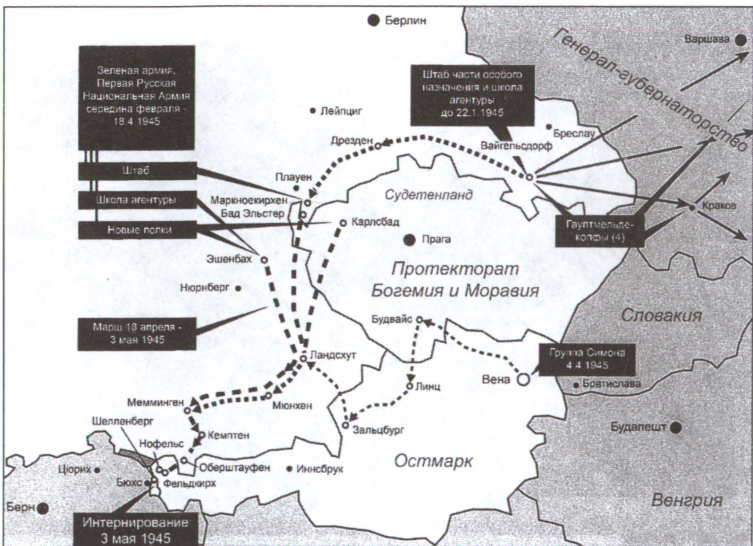 Берлин
Варшава
Генерал-губернаторство
Зеленая армия.
Первая Русская
Национальная Армия
середина февраля -
18.4.1945
Штаб части особого
назначения и школа
агентуры
до 22.1.1945
Лейпциг
Бреслау
Дрезден
Вайгельсдорф
Штаб
Плауен
Судетенланд
Школа агентуры
Маркноекирхен
Бад Эльстер
Краков
Новые полки
Карлсбад
Гауптмельде-
копфы (4)
Прага
Эшенбах
Протекторат
Богемия и Моравия
Нюрнберг
Словакия
Будвайс
Марш 18 апреля -
3 мая 1945
Ландсхут
Группа Симона
4.4.1945
Вена
Братислава
Линц
Мемминген
Мюнхен
Шелленберг
Зальцбург
Будапешт
Кемптен
Нофельс
Оберштауфен
Инсбрук
Остмарк
Цюрих
Бюхс
Фельдкирх
Венгрия
Берн
Интернирование
3 мая 1945